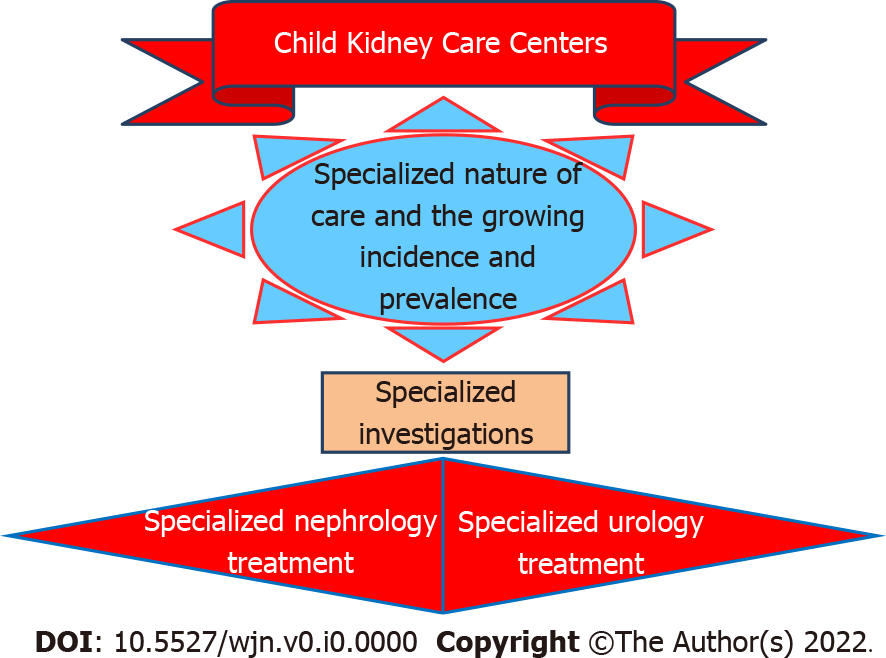 Child Kidney Care Centers
Specialized nature of
care and the growing
incidence and
prevalence
Specialized
investigations
Specialized nephrology
treatment
Specialized urology
treatment
DOI: 10.5527/wjn.v0.i0.0000 Copyright ©The Author(s) 2022.